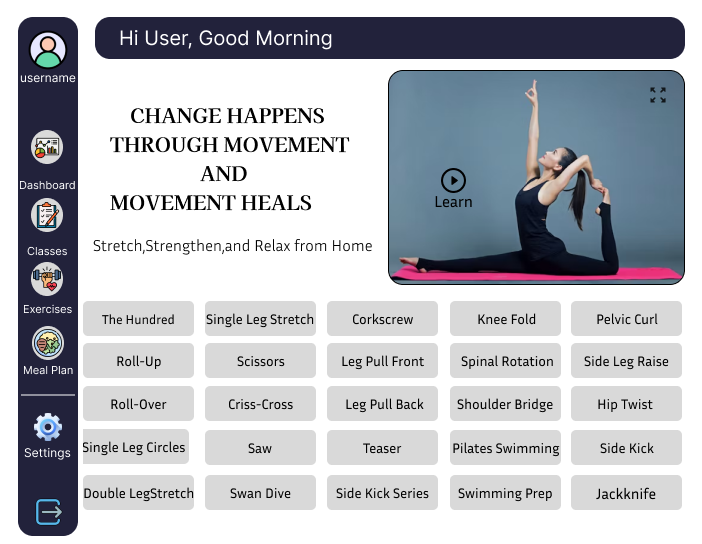 Hi User, Good Morning
username
Dashboard
Classes
Exercises
Meal Plan
Settings
CHANGE HAPPENS
THROUGH MOVEMENT
AND
MOVEMENT HEALS
Stretch,Strengthen,and Relax from Home
Learn
The Hundred
Single Leg Stretch
Corkscrew
Knee Fold
Pelvic Curl
Roll-Up
Scissors
Leg Pull Front
Spinal Rotation
Side Leg Raise
Roll-Over
Criss-Cross
Leg Pull Back
Shoulder Bridge
Hip Twist
Single Leg Circles
Saw
Teaser
Pilates Swimming
Side Kick
Double LegStretch
Swan Dive
Side Kick Series
Swimming Prep
Jackknife